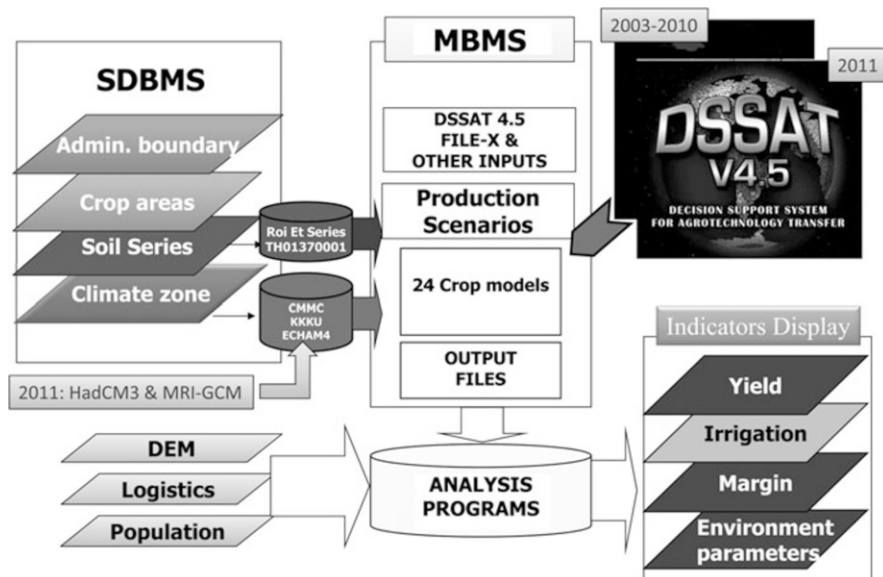 SDBMS
Admin. boundary
Crop areas
Soil Series
Climate zone
Roi Et Series
TH01370001
CMMC
KKKU
ECHAM4
2011: HadCM3 & MRI-GCM
MBMS
DSSAT 4.5
FILE-X &
OTHER INPUTS
Production
Scenarios
24 Crop models
OUTPUT
FILES
2003-2010
2011
DSSAT
V4.5
DECISION SUPPORT SYSTEM
FOR AGROTECHNOLOGY TRANSFER
DEM
Logistics
Population
ANALYSIS
PROGRAMS
Indicators Display
Yield
Irrigation
Margin
Environment
parameters